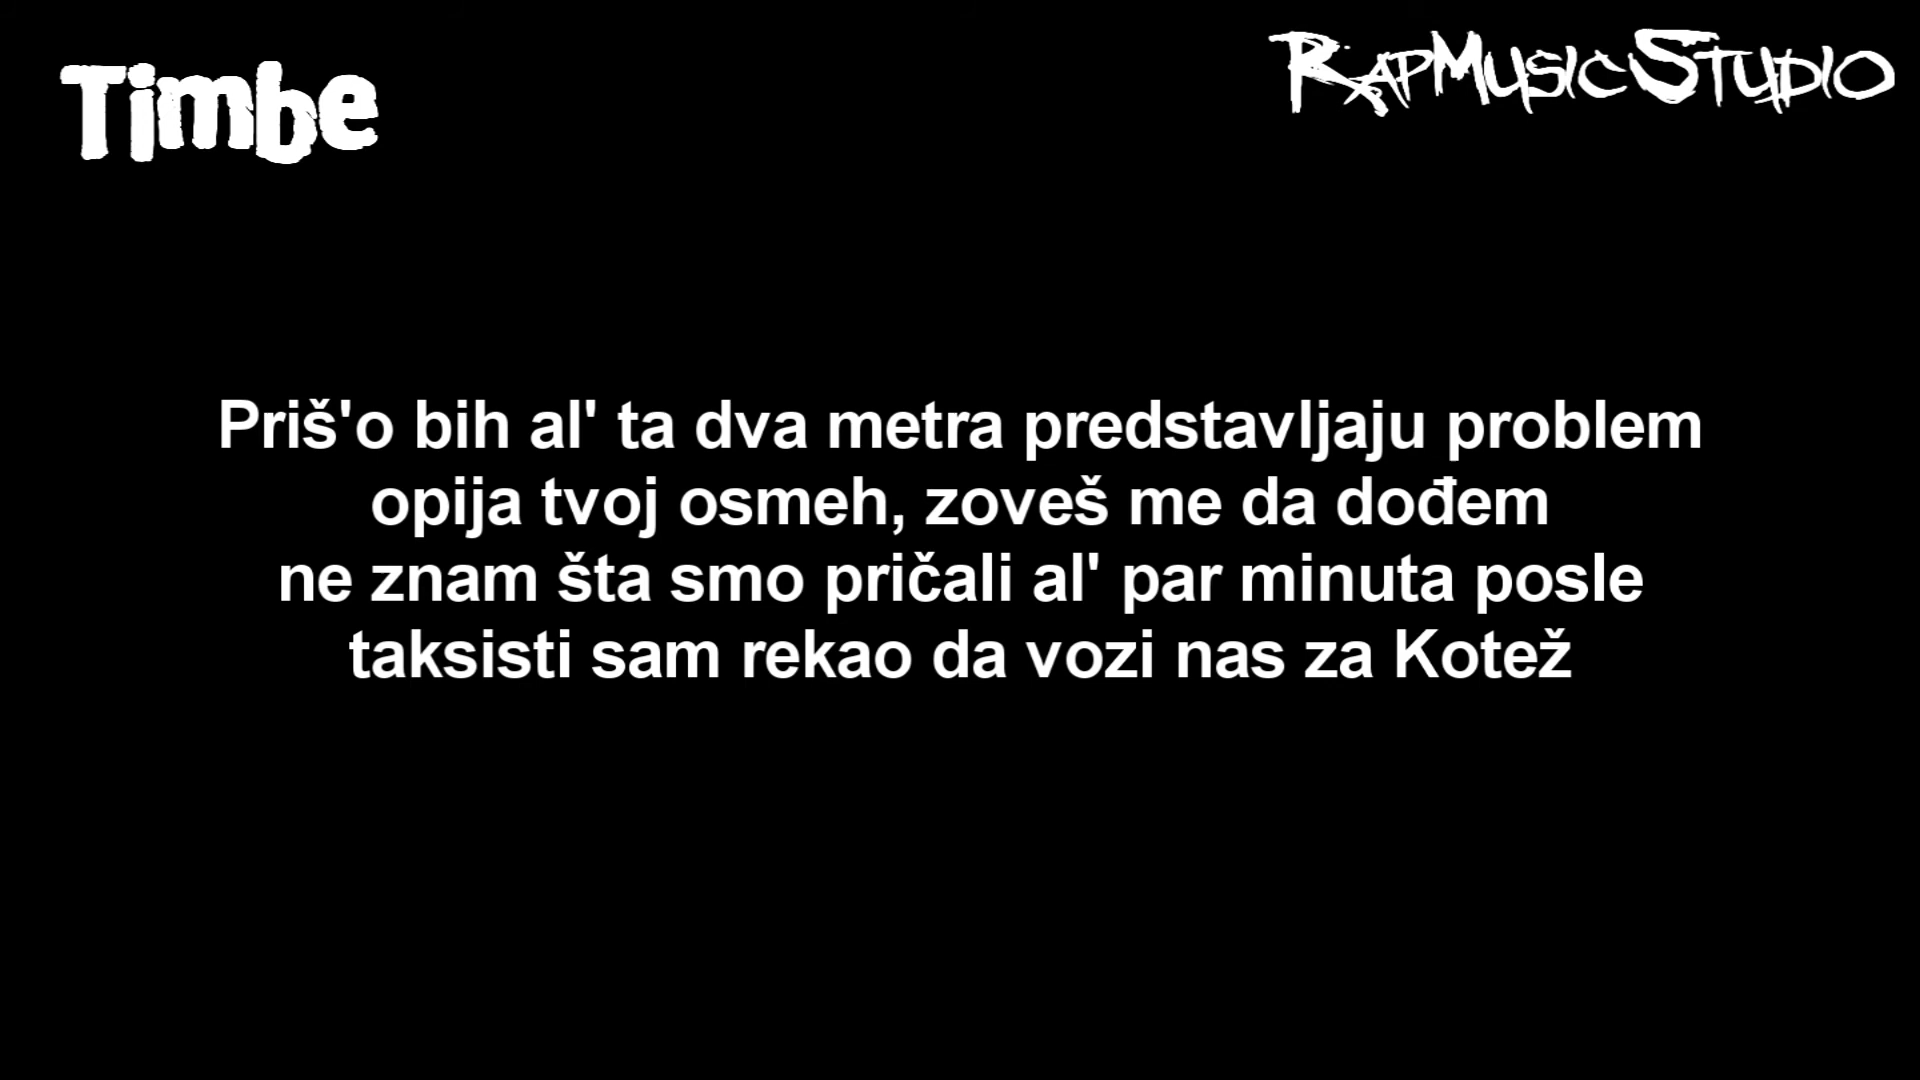 Timbe
RapMusicStudio
Priš'o bih al' ta dva metra predstavljaju problem
opija tvoj osmeh, zoveš me da dođem
ne znam šta smo pričali al' par minuta posle
taksisti sam rekao da vozi nas za Kotež